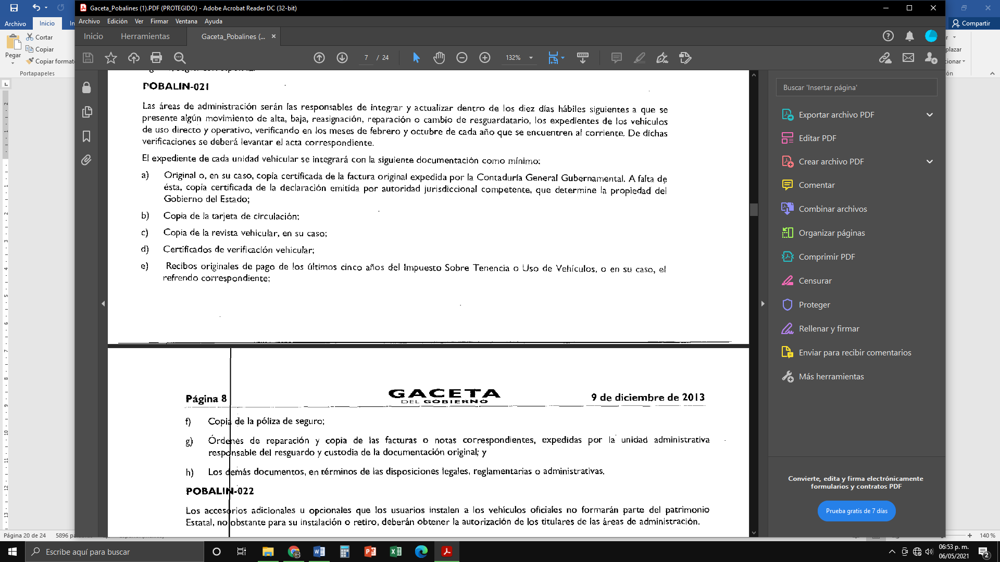 Gaceta_Pobalines (1).PDF (PROTEGIDO) - Adobe Acrobat Reader DC (32-bit)
Archivo Edición Ver Firmar Ventana Ayuda
Archivo Inicio
Compartir
Inicio Herramientas Gaceta_Pobalines (...
Cortar
Copiar
Copiar formato
Pegar
Portapapeles
7 / 24
132%
POBALIN-021
Las áreas de administración serán las responsables de integrar y actualizar dentro de los diez días hábiles siguientes a que se
presente algún movimiento de alta, baja, reasignación, reparación o cambio de resguardatario, los expedientes de los vehículos
de uso directo y operativo, verificando en los meses de febrero y octubre de cada año que se encuentren al corriente. De dichas
verificaciones se deberá levantar el acta correspondiente.
El expediente de cada unidad vehicular se integrará con la siguiente documentación como mínimo:
a) Original o, en su caso, copia certificada de la factura original expedida por la Contaduría General Gubernamental. A falta de
ésta, copia certificada de la declaración emitida por autoridad jurisdiccional competente, que determine la propiedad del
Gobierno del Estado;
b) Copia de la tarjeta de circulación;
c) Copia de la revista vehicular, en su caso;
d) Certificados de verificación vehicular;
e) Recibos originales de pago de los últimos cinco años del Impuesto Sobre Tenencia o Uso de Vehículos, o en su caso, el
refrendo correspondiente;
Página 8
GACETA
DEL GOBIERNO
9 de diciembre de 2013
f) Copia de la póliza de seguro;
g) Órdenes de reparación y copia de las facturas o notas correspondientes, expedidas por la unidad administrativa
responsable del resguardo y custodia de la documentación original; y
h) Los demás documentos, en términos de las disposiciones legales, reglamentarias o administrativas.
POBALIN-022
Los accesorios adicionales u opcionales que los usuarios instalen a los vehículos oficiales no formarán parte del patrimonio
Estatal, no obstante para su instalación o retiro, deberán obtener la autorización de los titulares de las áreas de administración.
Buscar 'Insertar página'
Exportar archivo PDF
Editar PDF
Crear archivo PDF
Comentar
Combinar archivos
Organizar páginas
Comprimir PDF
Censurar
Proteger
Rellenar y firmar
Enviar para recibir comentarios
Más herramientas
Convierte, edita y firma electrónicamente
formularios y contratos PDF
Prueba gratis de 7 días
Página 20 de 24 5896
140 %
Escribe aquí para buscar
06:53 p. m.
06/05/2021
2